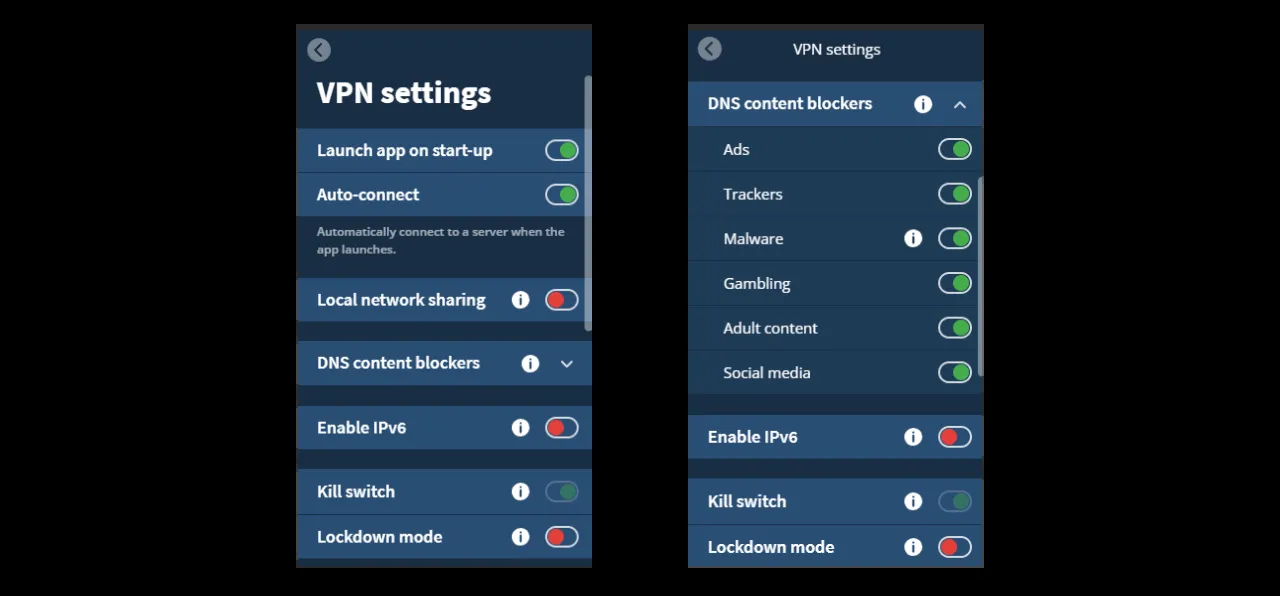 VPN settings
Launch app on start-up
Auto-connect
Automatically connect to a server when the
app launches.
Local network sharing
DNS content blockers
Enable IPv6
Kill switch
Lockdown mode
VPN settings
DNS content blockers
Ads
Trackers
Malware
Gambling
Adult content
Social media
Enable IPv6
Kill switch
Lockdown mode